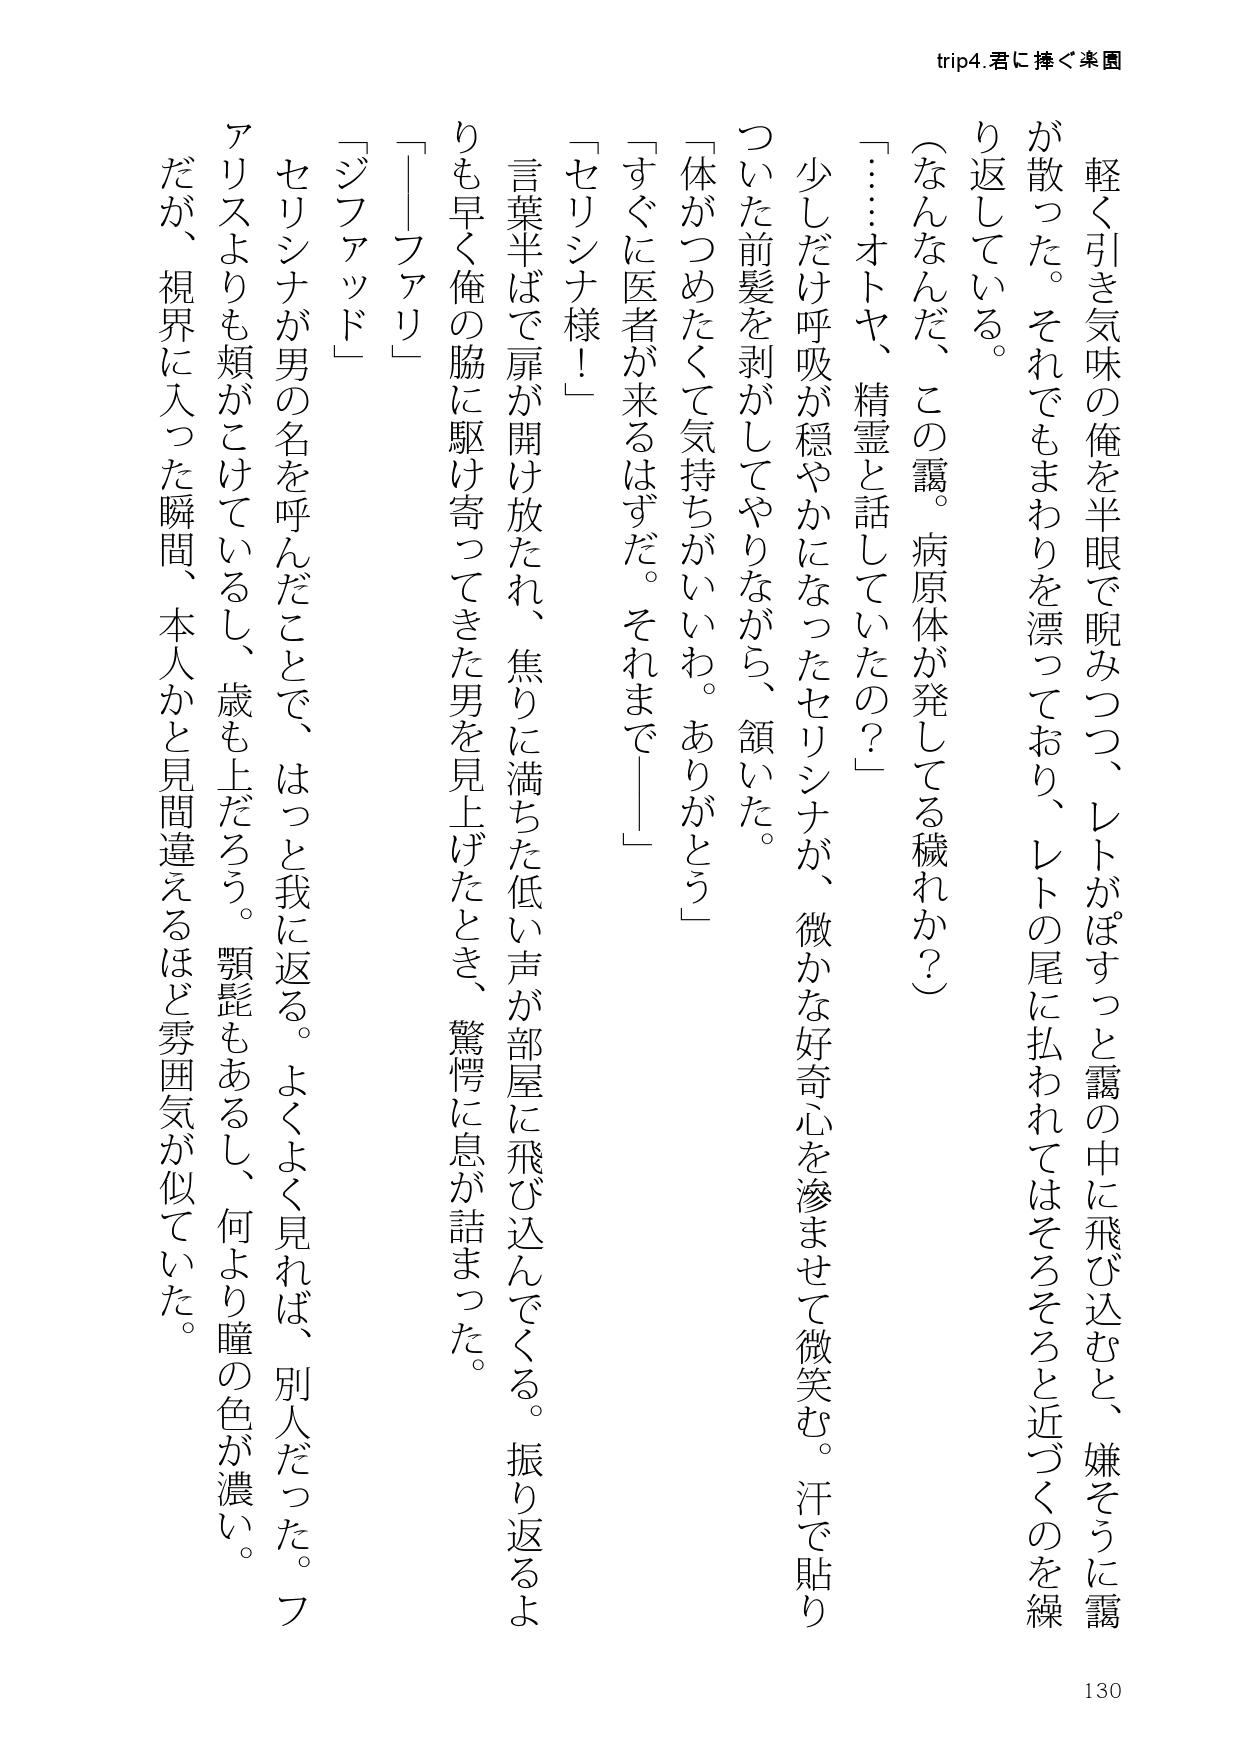 trip4.君に捧ぐ楽園
　軽く引き気味の俺を半眼で睨みつつ、レトがぽすっと靄の中に飛び込むと、嫌そうに靄
が散った。それでもまわりを漂っており、レトの尾に払われてはそろそろと近づくのを繰
り返している。
（なんなんだ、この靄。病原体が発してる穢れか？）
「……オトヤ、精霊と話していたの？」
　少しだけ呼吸が穏やかになったセリシナが、微かな好奇心を滲ませて微笑む。汗で貼り
ついた前髪を剥がしてやりながら、頷いた。
「体がつめたくて気持ちがいいわ。ありがとう」
「すぐに医者が来るはずだ。それまで――」
「セリシナ様！」
　言葉半ばで扉が開け放たれ、焦りに満ちた低い声が部屋に飛び込んでくる。振り返るよ
りも早く俺の脇に駆け寄ってきた男を見上げたとき、驚愕に息が詰まった。
「――ファリ」
「ジファッド」
　セリシナが男の名を呼んだことで、はっと我に返る。よくよく見れば、別人だった。フ
ァリスよりも頬がこけているし、歳も上だろう。顎髭もあるし、何より瞳の色が濃い。
　だが、視界に入った瞬間、本人かと見間違えるほど雰囲気が似ていた。
130